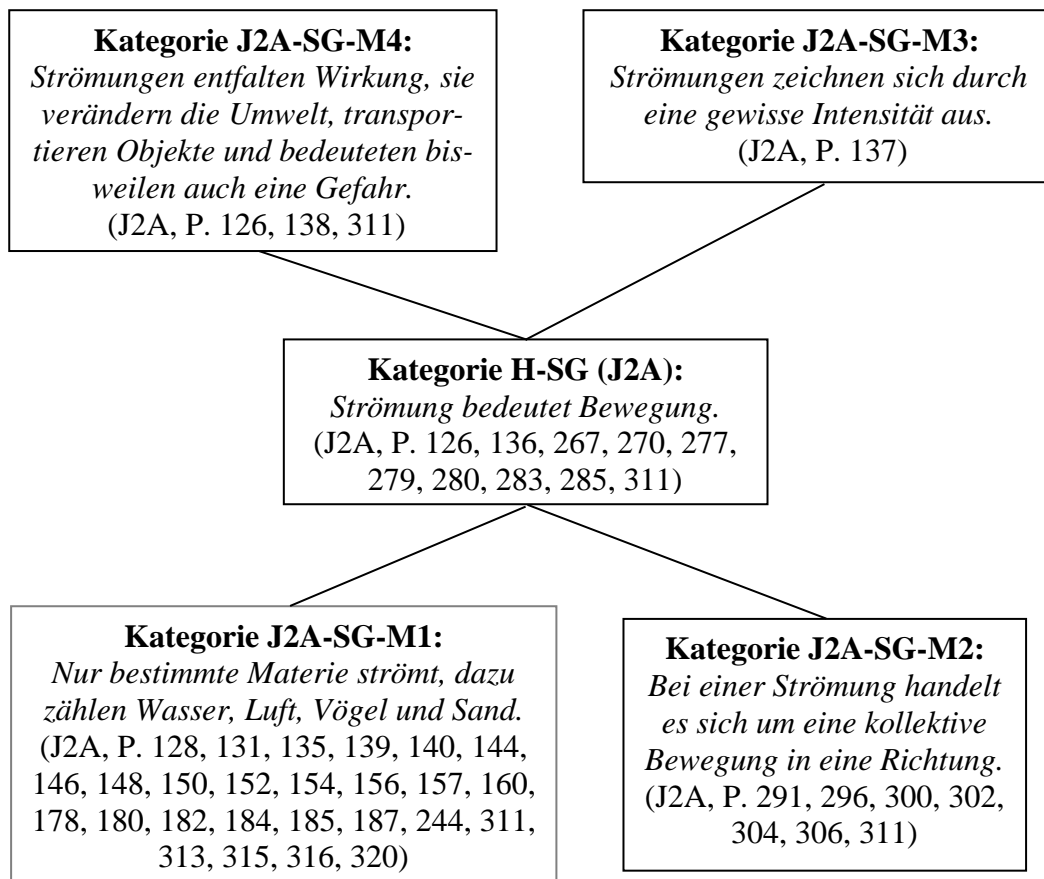 Kategorie J2A-SG-M4:
Strömungen entfalten Wirkung, sie
verändern die Umwelt, transpor-
tieren Objekte und bedeuteten bis-
weilen auch eine Gefahr.
(J2A, P. 126, 138, 311)
Kategorie J2A-SG-M3:
Strömungen zeichnen sich durch
eine gewisse Intensität aus.
(J2A, P. 137)
Kategorie H-SG (J2A):
Strömung bedeutet Bewegung.
(J2A, P. 126, 136, 267, 270, 277,
279, 280, 283, 285, 311)
Kategorie J2A-SG-M1:
Nur bestimmte Materie strömt, dazu
zählen Wasser, Luft, Vögel und Sand.
(J2A, P. 128, 131, 135, 139, 140, 144,
146, 148, 150, 152, 154, 156, 157, 160,
178, 180, 182, 184, 185, 187, 244, 311,
313, 315, 316, 320)
Kategorie J2A-SG-M2:
Bei einer Strömung handelt
es sich um eine kollektive
Bewegung in eine Richtung.
(J2A, P. 291, 296, 300, 302,
304, 306, 311)